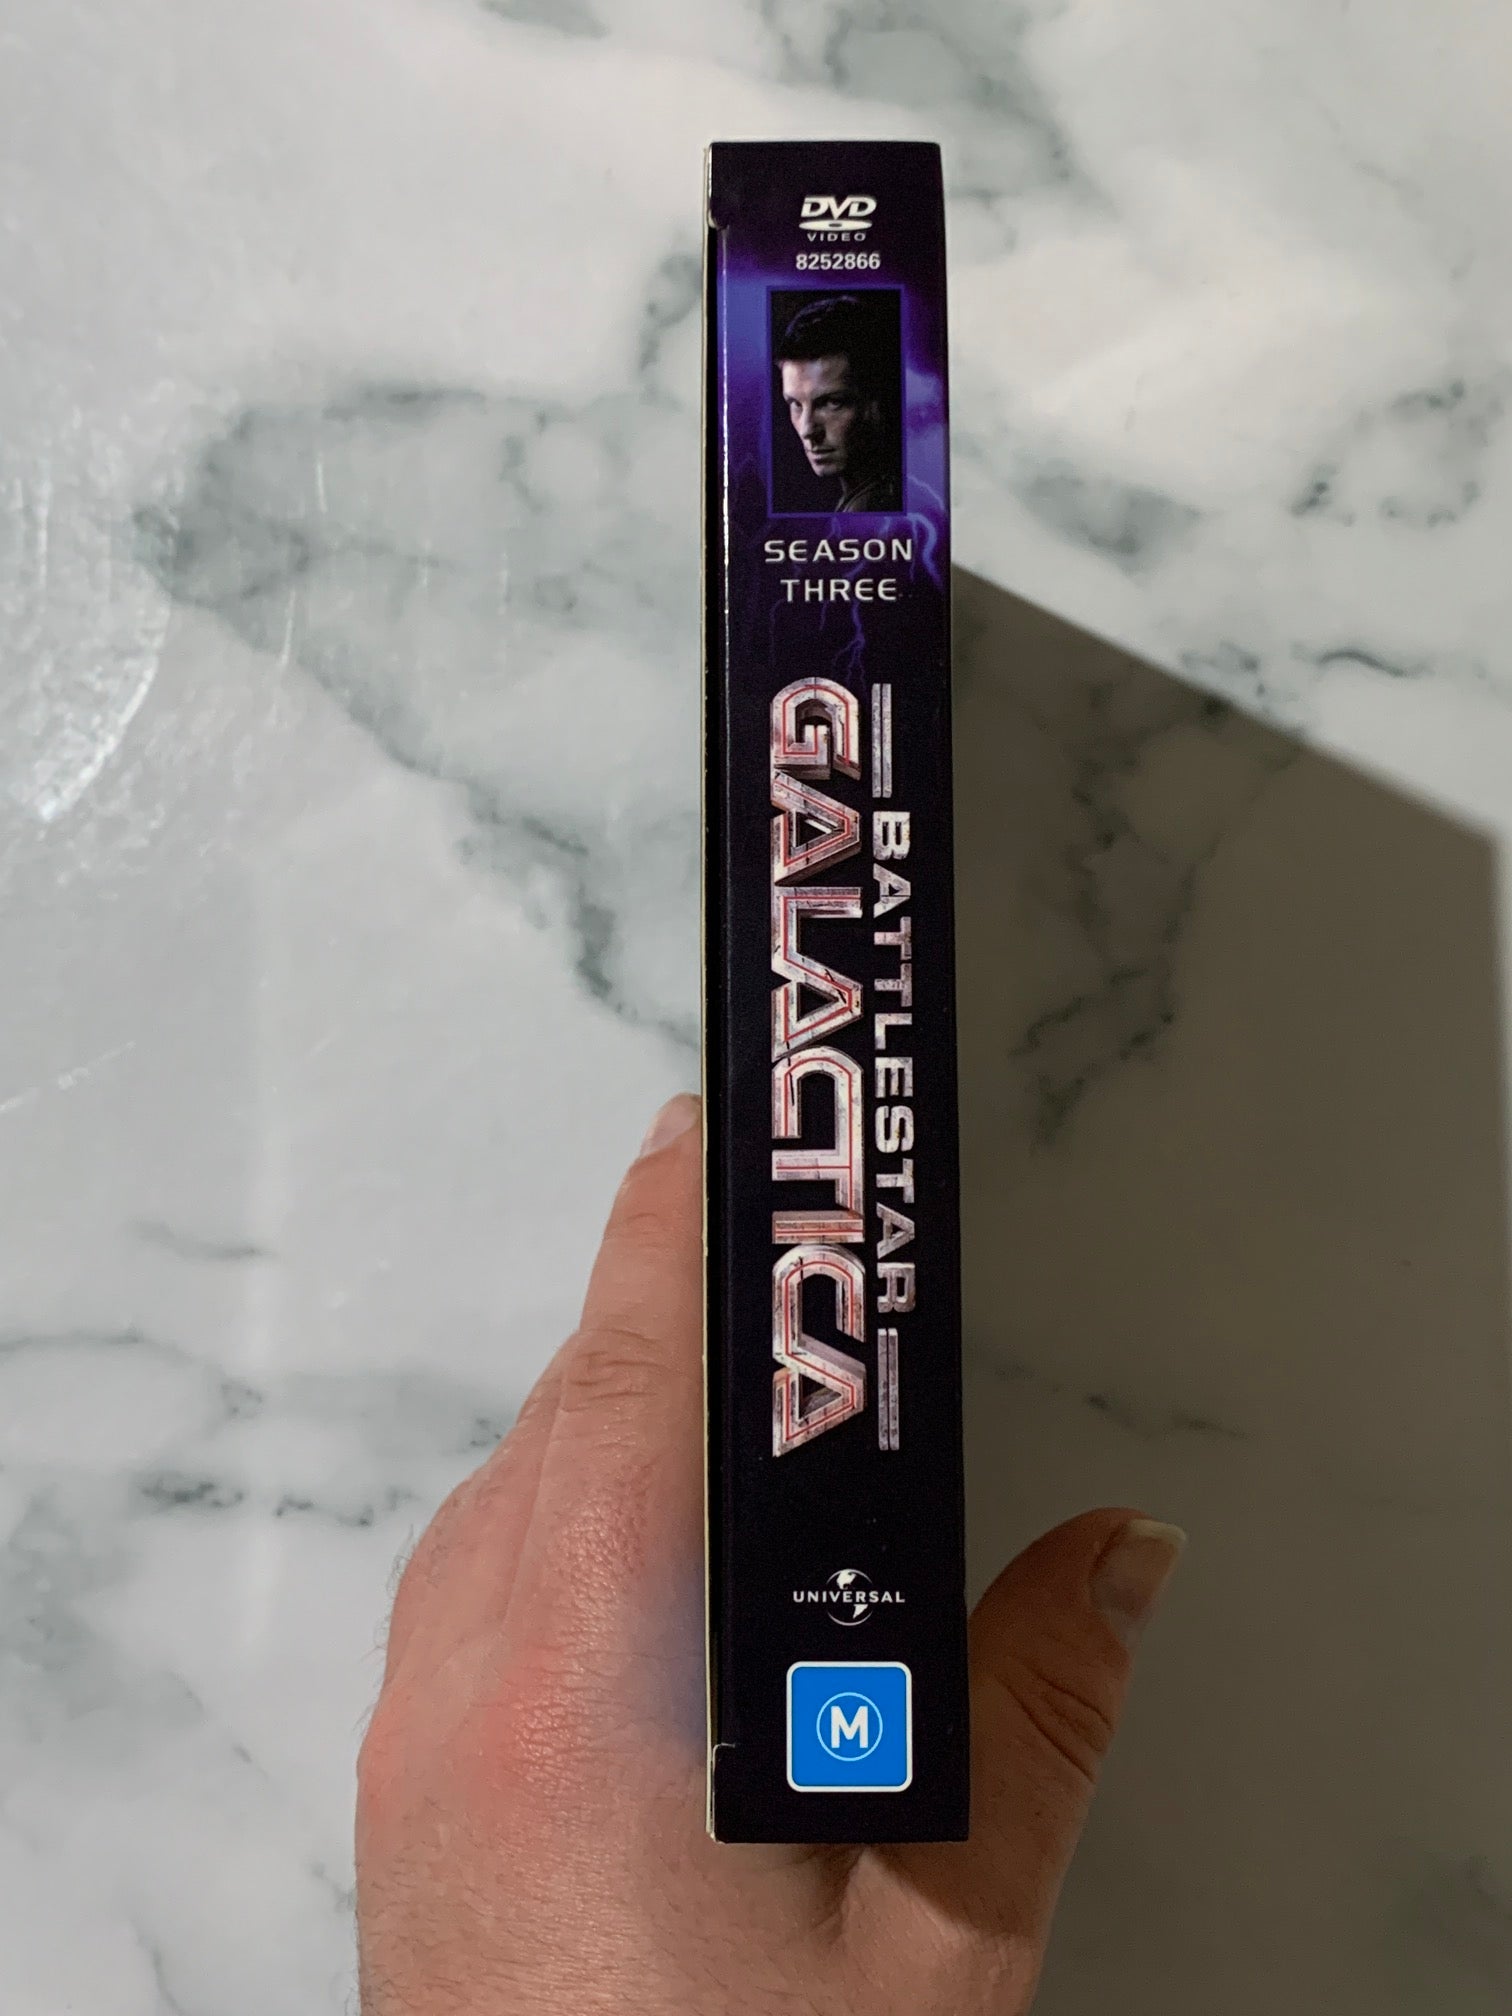 DVD
VIDEO
8252866
SEASON
THREE
BATTLESTAR
GALACTICA
UNIVERSAL
M